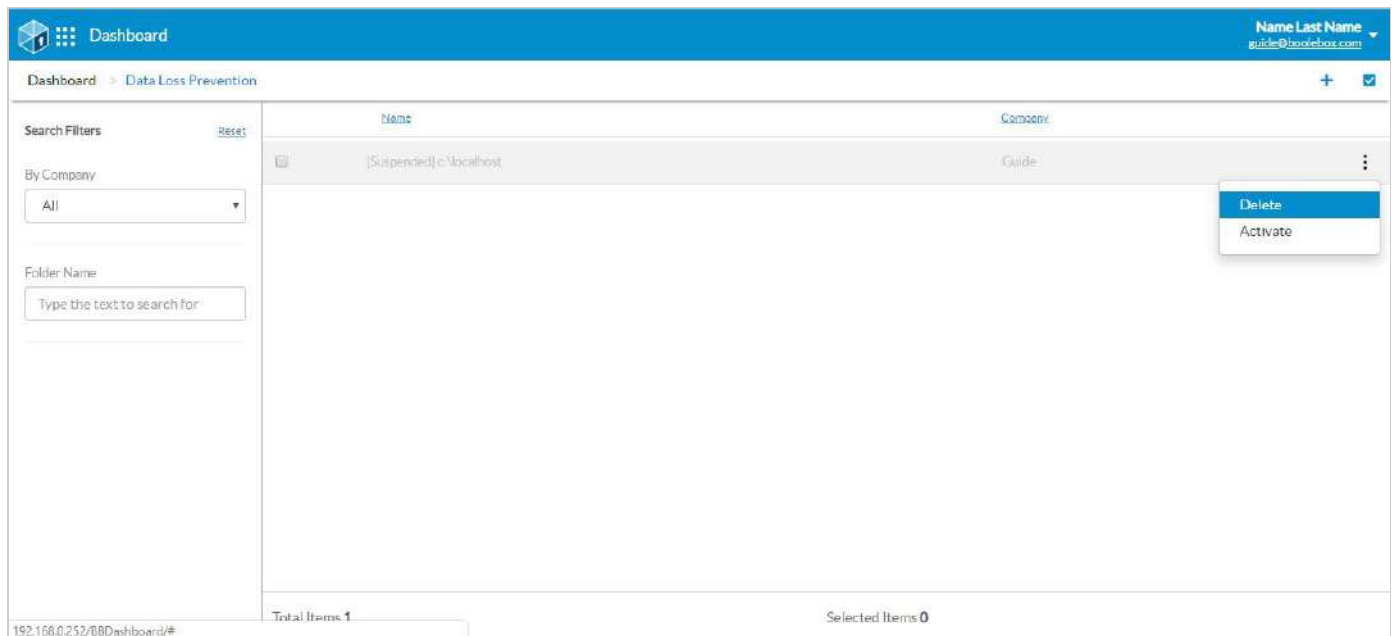 Dashboard
Name Last Name
guide@boolebox.com
Dashboard > Data Loss Prevention
Search Filters
Reset
Name
Company
[Suspended] c:\localhost
Guide
By Company
All
Delete
Activate
Folder Name
Type the text to search for
Total Items 1
Selected Items 0
192.168.0.252/BBDashboard/#